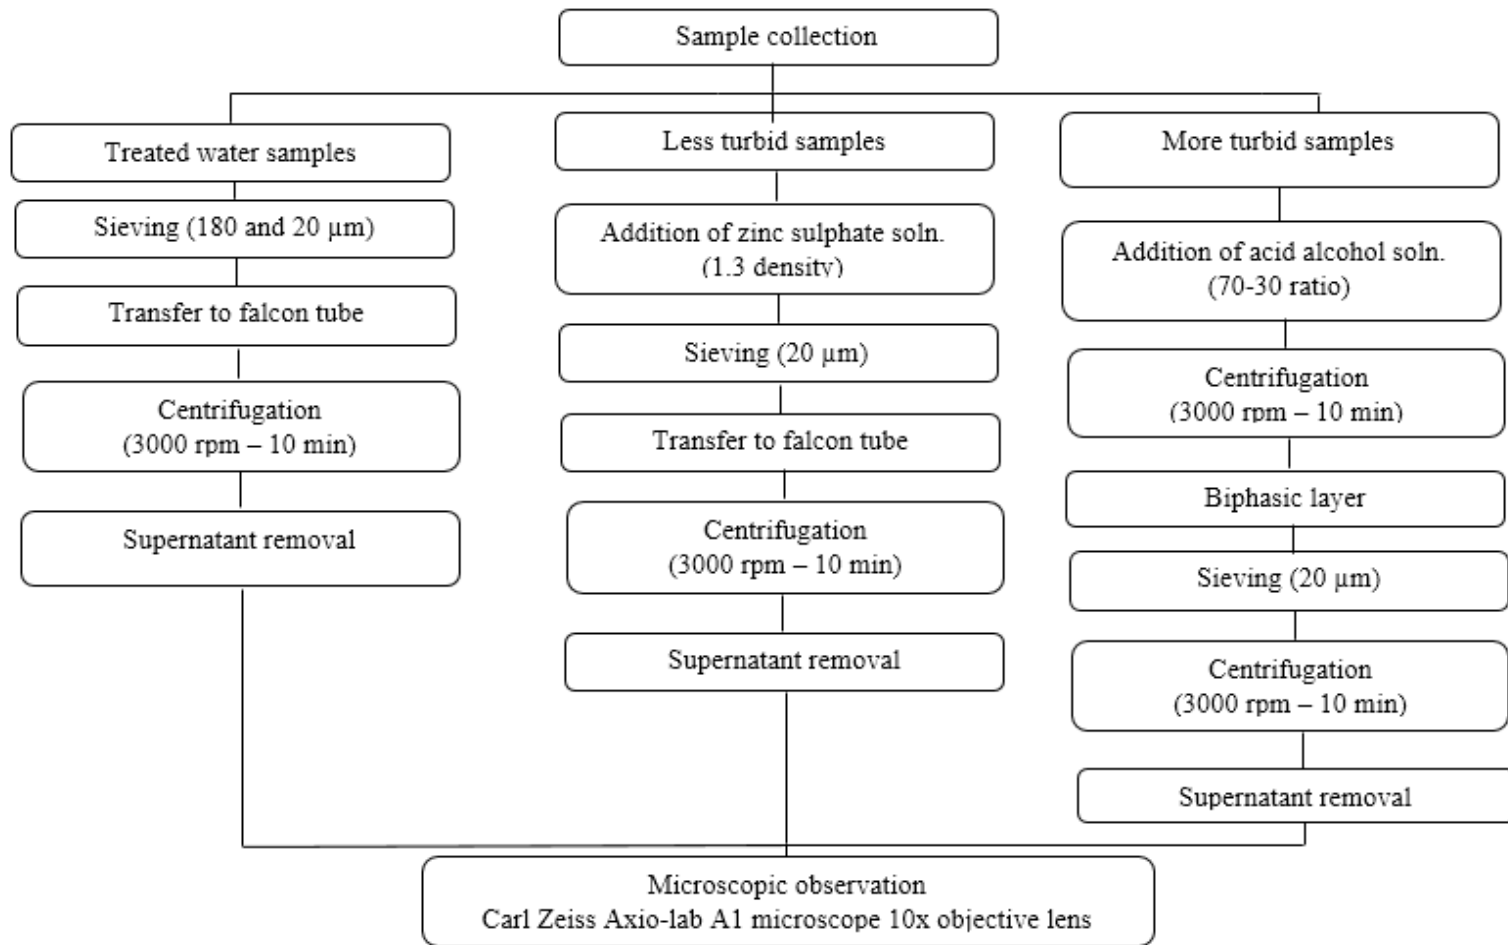 Sample collection
Treated water samples
Sieving (180 and 20 µm)
Transfer to falcon tube
Centrifugation
(3000 rpm – 10 min)
Supernatant removal
Less turbid samples
Addition of zinc sulphate soln.
(1.3 density)
Sieving (20 µm)
Transfer to falcon tube
Centrifugation
(3000 rpm – 10 min)
Supernatant removal
More turbid samples
Addition of acid alcohol soln.
(70-30 ratio)
Centrifugation
(3000 rpm – 10 min)
Biphasic layer
Sieving (20 µm)
Centrifugation
(3000 rpm – 10 min)
Supernatant removal
Microscopic observation
Carl Zeiss Axio-lab A1 microscope 10x objective lens